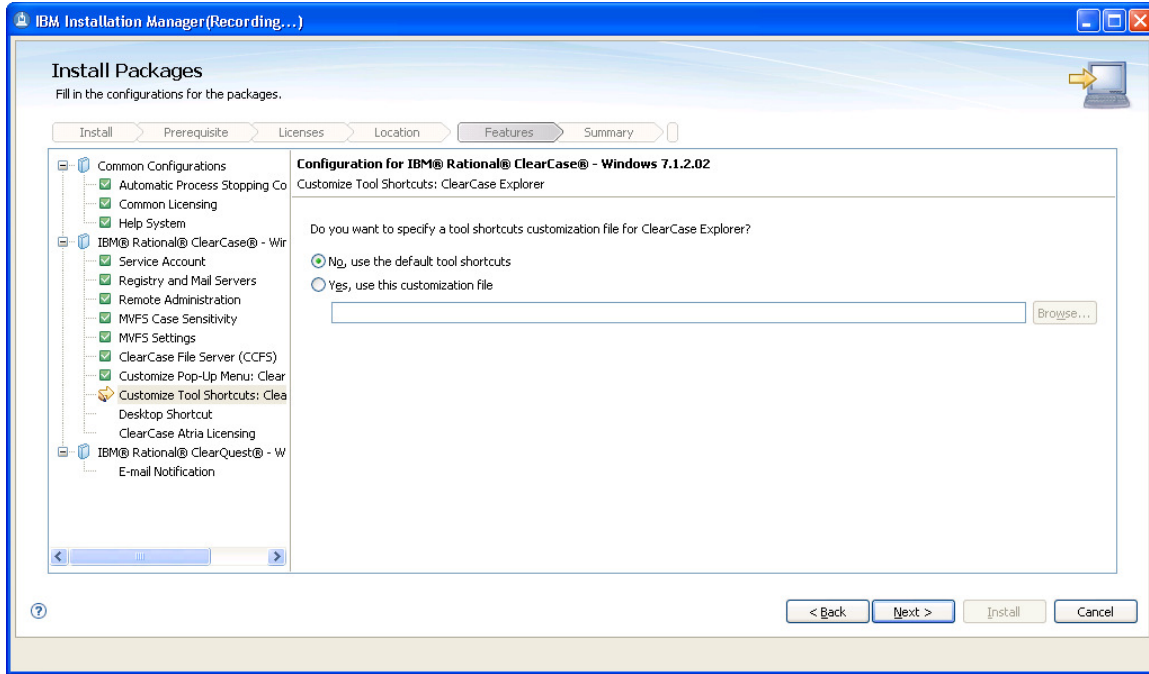 IBM Installation Manager(Recording...)
Install Packages
Fill in the configurations for the packages.
Install
Prerequisite
Licenses
Location
Features
Summary
Common Configurations
Automatic Process Stopping Co
Common Licensing
Help System
IBM® Rational® ClearCase® - Wir
Service Account
Registry and Mail Servers
Remote Administration
MVFS Case Sensitivity
MVFS Settings
ClearCase File Server (CCFS)
Customize Pop-Up Menu: Clear
Customize Tool Shortcuts: Clea
Desktop Shortcut
ClearCase Atria Licensing
IBM® Rational® ClearQuest® - W
E-mail Notification
Configuration for IBM® Rational® ClearCase® - Windows 7.1.2.02
Customize Tool Shortcuts: ClearCase Explorer
Do you want to specify a tool shortcuts customization file for ClearCase Explorer?
No, use the default tool shortcuts
Yes, use this customization file
Browse...
?
< Back
Next >
Install
Cancel